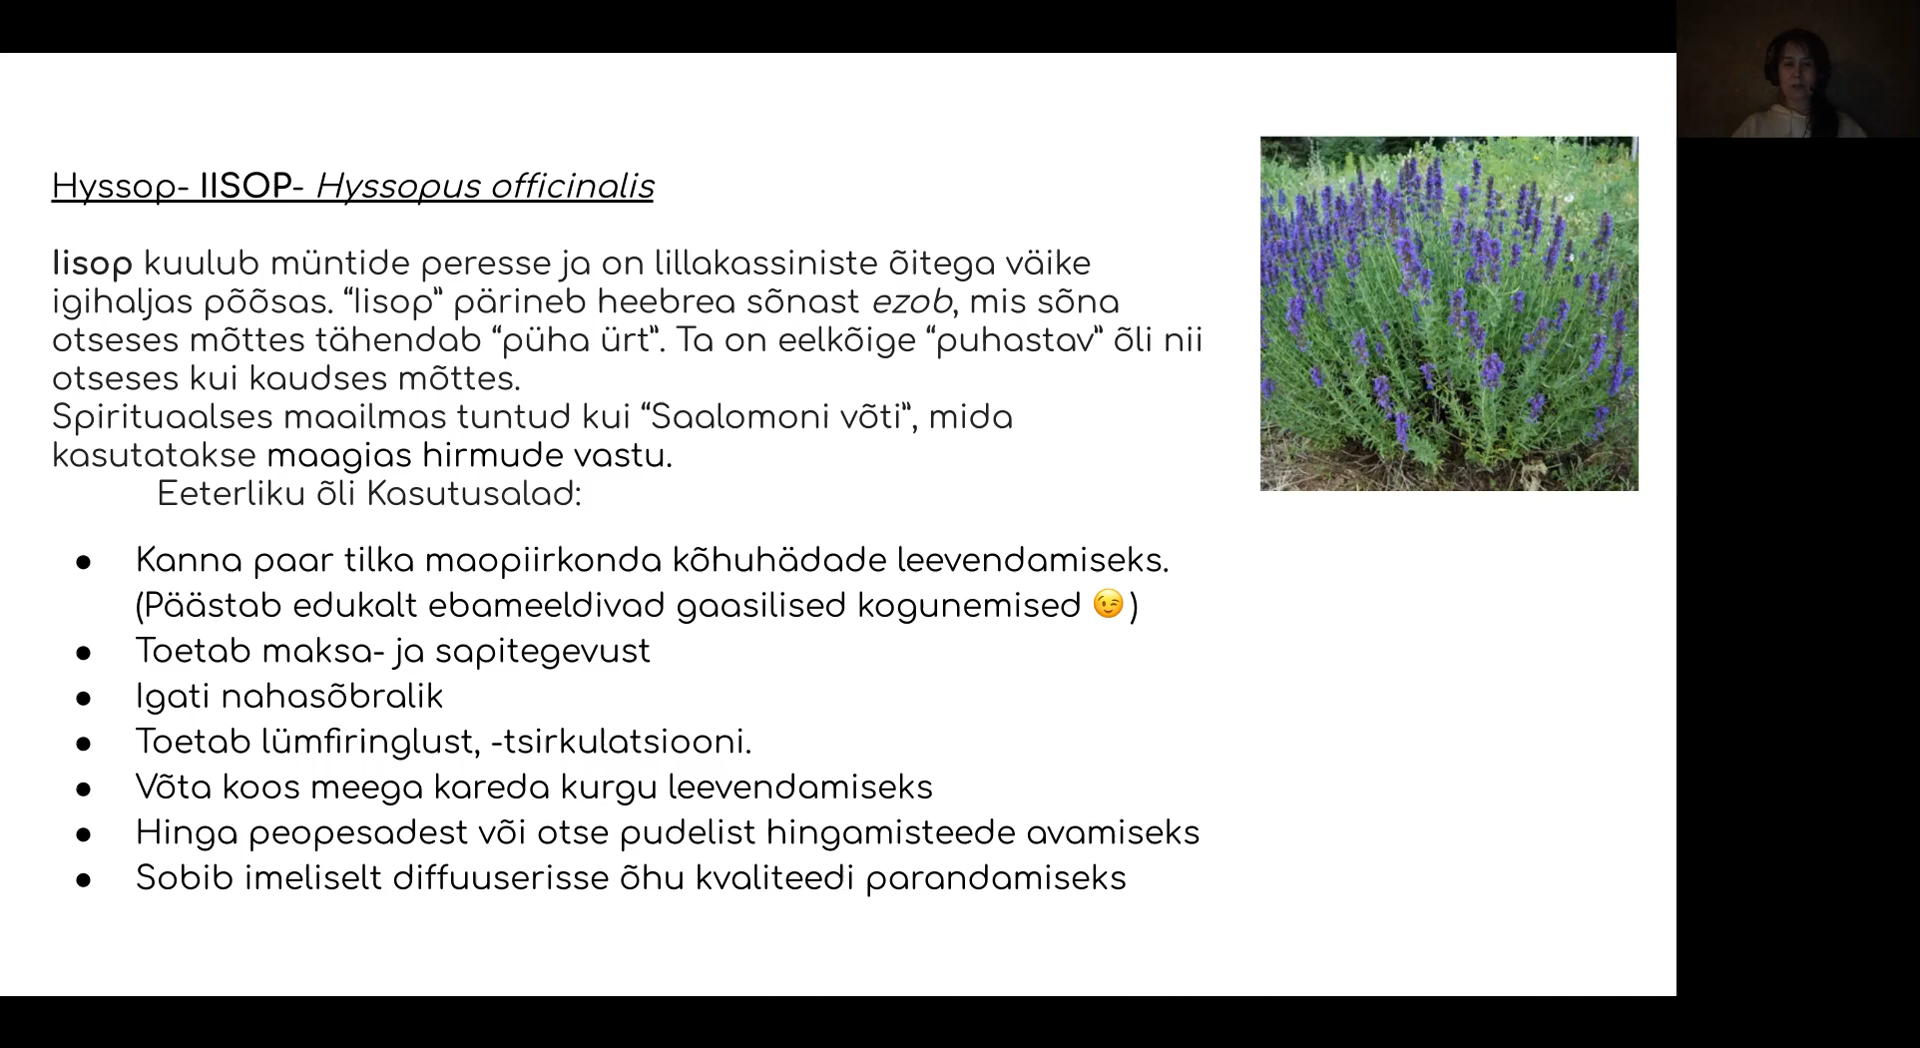 Hyssop- IISOP- Hyssopus officinalis
Iisop kuulub müntide peresse ja on lillakassiniste õitega väike
igihaljas põõsas. “Iisop” pärineb heebrea sõnast ezob, mis sõna
otseses mõttes tähendab “püha ürt”. Ta on eelkõige “puhastav” õli nii
otseses kui kaudses mõttes.
Spirituaalses maailmas tuntud kui “Saalomoni võti”, mida
kasutatakse maagias hirmude vastu.
Eeterliku õli Kasutusalad:
● Kanna paar tilka maopiirkonda kõhuhädade leevendamiseks.
(Päästab edukalt ebameeldivad gaasilised kogunemised 😉)
● Toetab maksa- ja sapitegevust
● Igati nahasõbralik
● Toetab lümfiringlust, -tsirkulatsiooni.
● Võta koos meega kareda kurgu leevendamiseks
● Hinga peopesadest või otse pudelist hingamisteede avamiseks
● Sobib imeliselt diffuuserisse õhu kvaliteedi parandamiseks